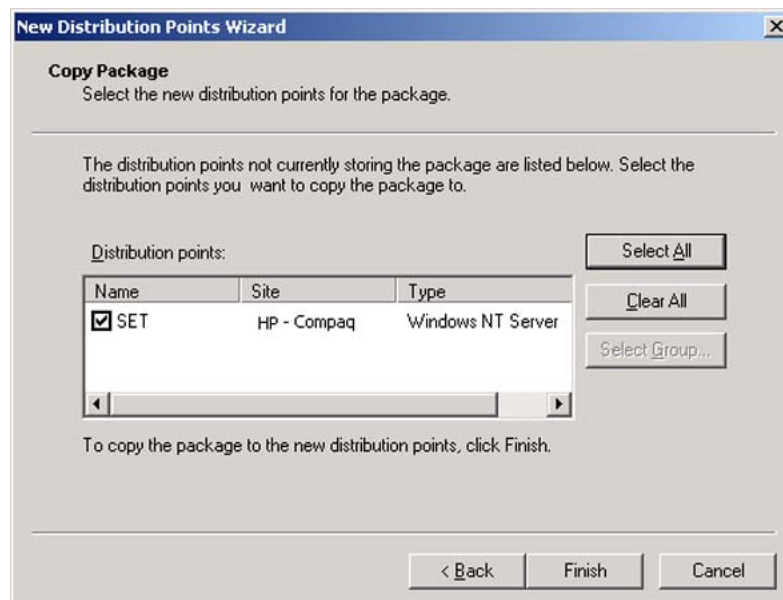 New Distribution Points Wizard
Copy Package
Select the new distribution points for the package.
The distribution points not currently storing the package are listed below. Select the
distribution points you want to copy the package to.
Distribution points:
Select All
Name Site Type
Clear All
SET HP - Compaq Windows NT Server
Select Group...
To copy the package to the new distribution points, click Finish.
< Back Finish Cancel